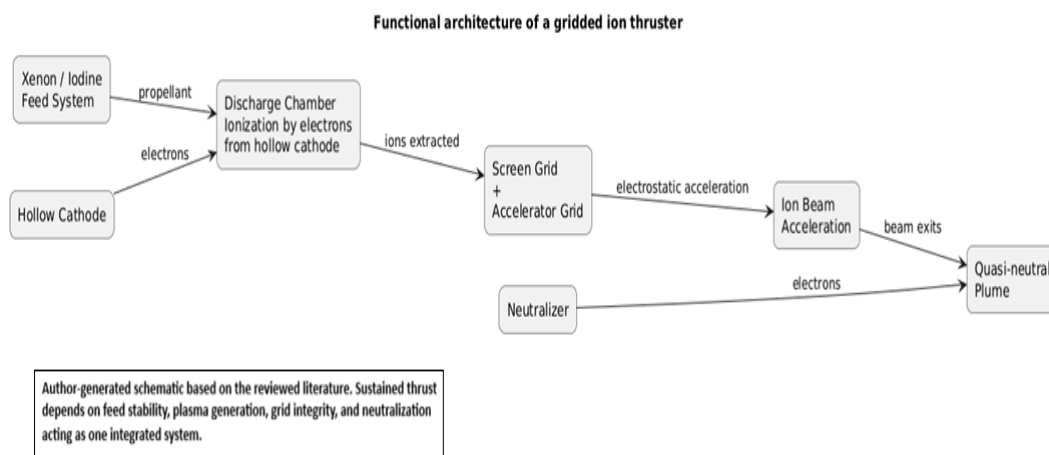 Functional architecture of a gridded ion thruster
Xenon / Iodine
Feed System
propellant
Discharge Chamber
Ionization by electrons
from hollow cathode
electrons
Hollow Cathode
ions extracted
Screen Grid
+
Accelerator Grid
electrostatic acceleration
Ion Beam
Acceleration
beam exits
Quasi-neutral
Plume
electrons
Neutralizer
Author-generated schematic based on the reviewed literature. Sustained thrust
depends on feed stability, plasma generation, grid integrity, and neutralization
acting as one integrated system.